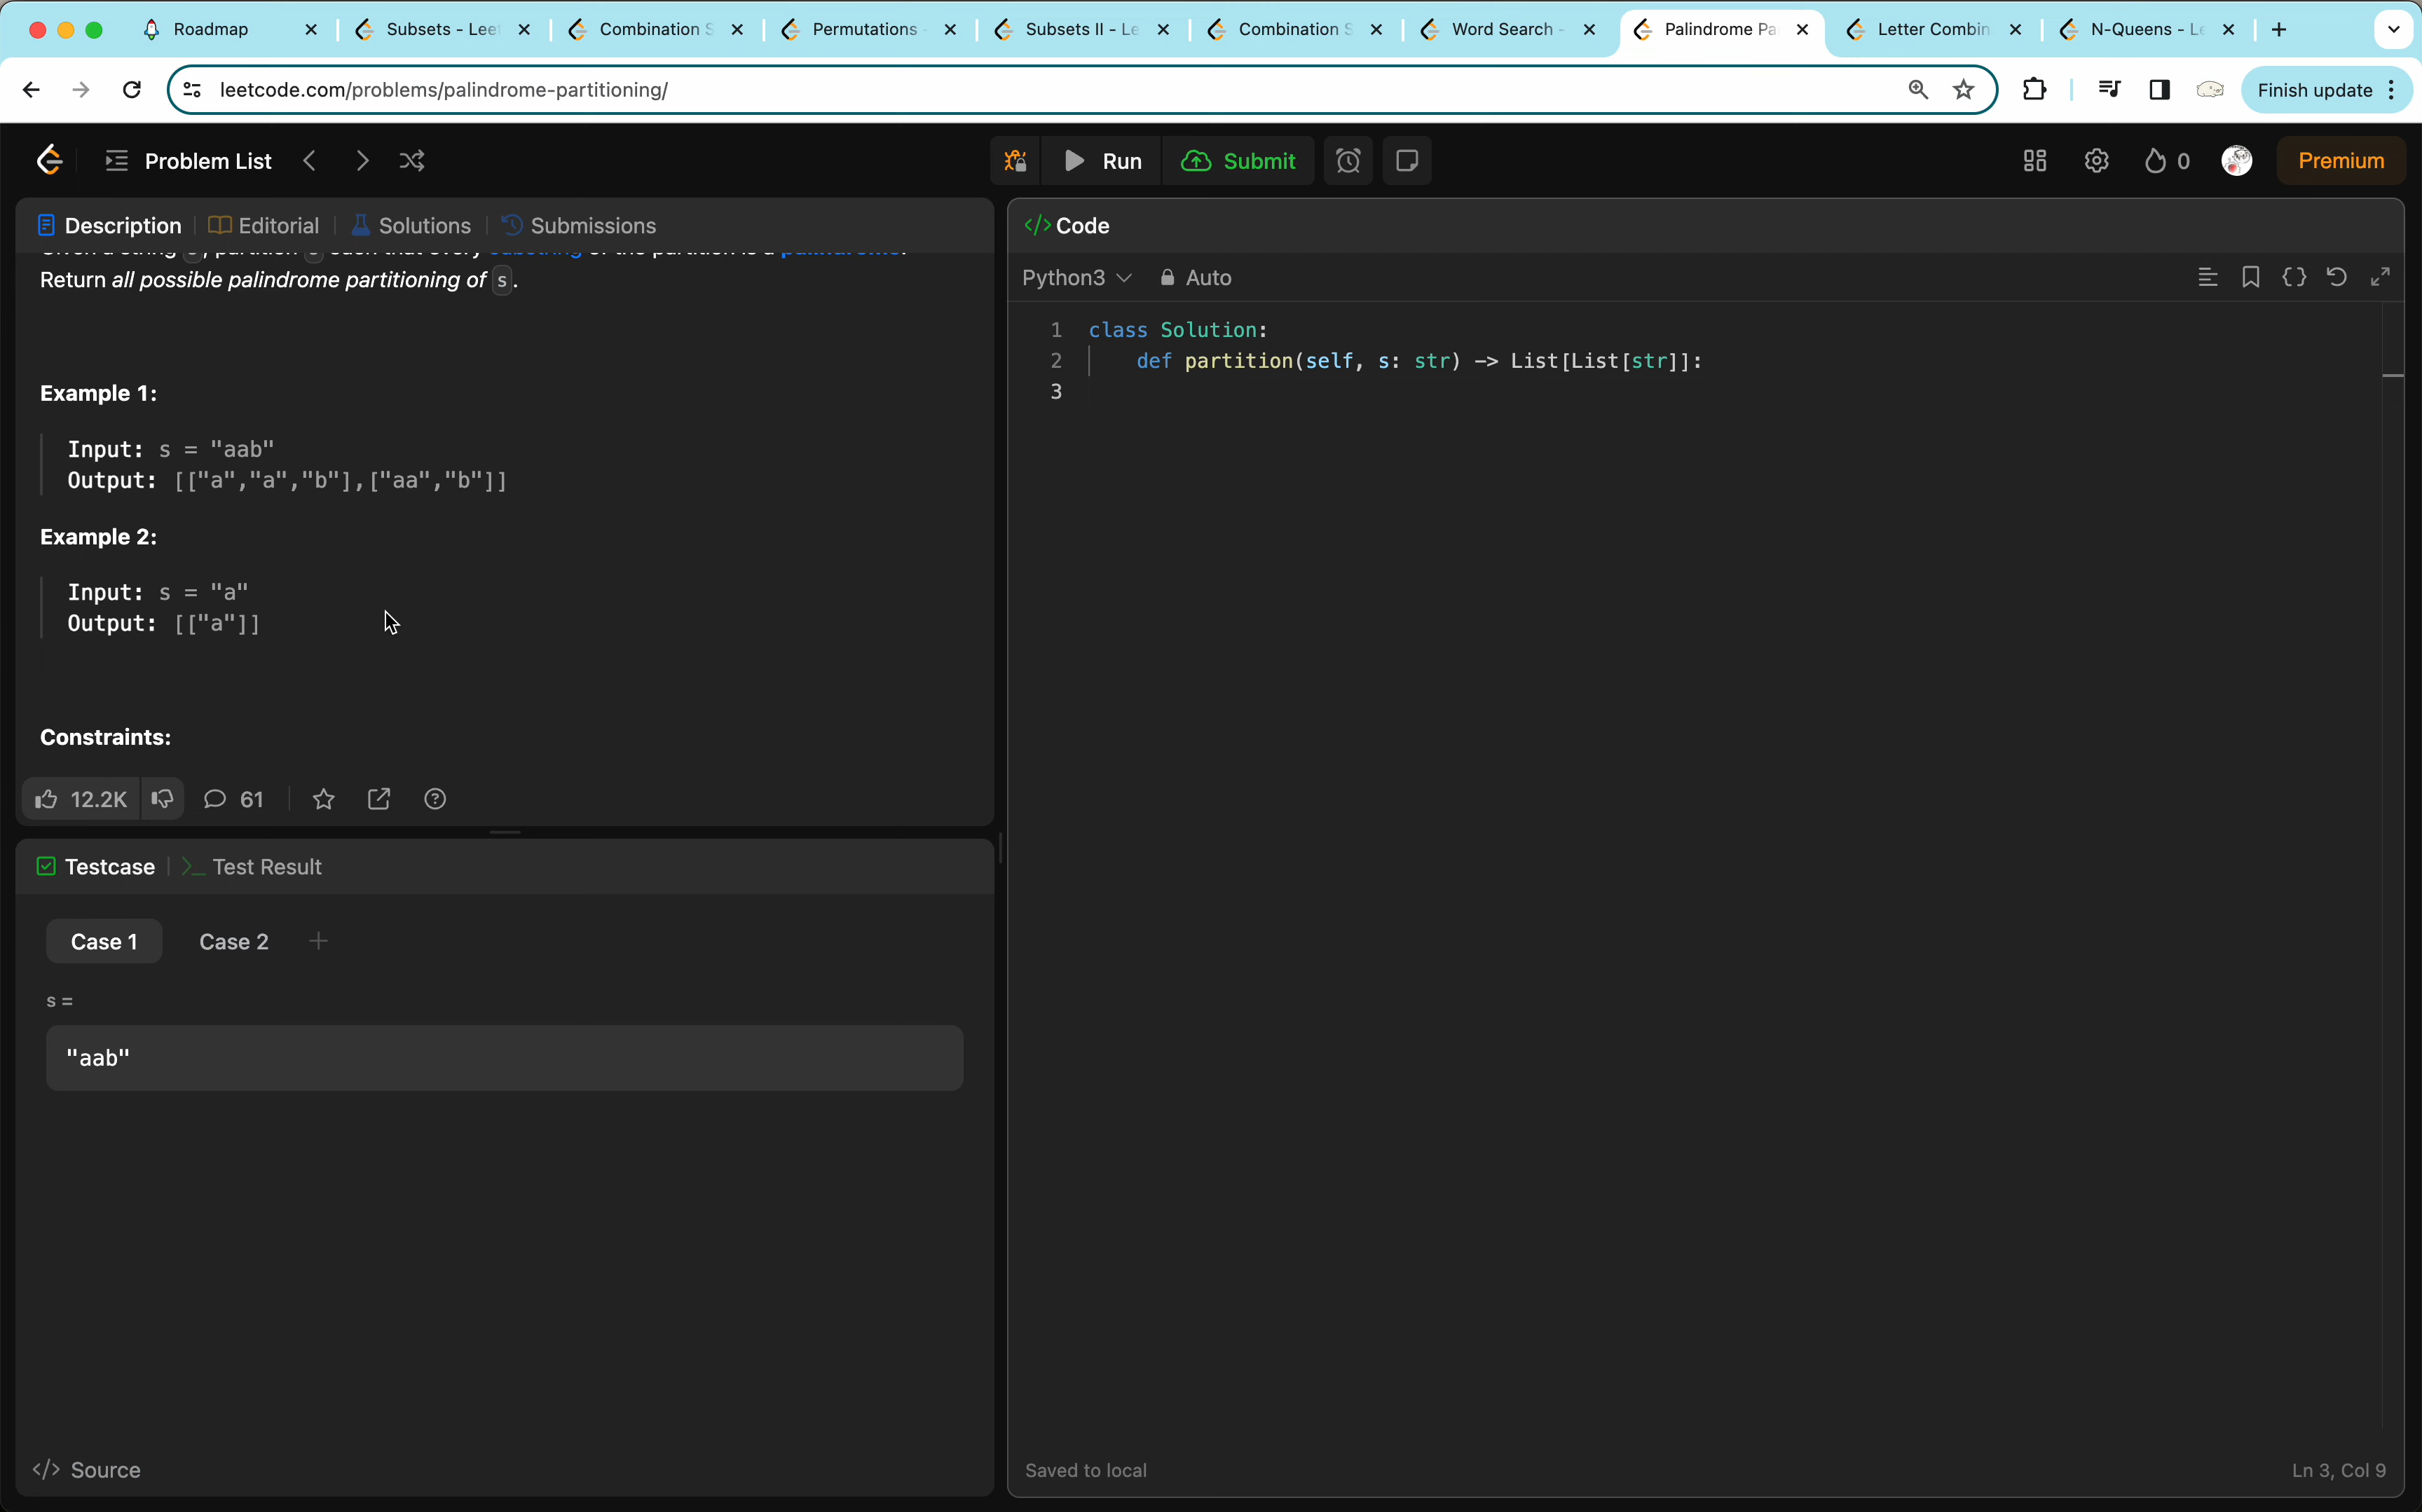 Roadmap
Subsets - Leet
Combination S
Permutations -
Subsets II - Le
Combination S
Word Search -
Palindrome Pa
Letter Combin
N-Queens - Le
leetcode.com/problems/palindrome-partitioning/
Finish update
Problem List
Run
Submit
0
Premium
Description
Editorial
Solutions
Submissions
Return all possible palindrome partitioning of s.
Example 1:
Input: s = "aab"
Output: [["a","a","b"],["aa","b"]]
Example 2:
Input: s = "a"
Output: [["a"]]
Constraints:
12.2K
61
Testcase
Test Result
Case 1
Case 2
s =
"aab"
Source
Code
Python3
Auto
1 class Solution:
2 def partition(self, s: str) -> List[List[str]]:
3
Saved to local
Ln 3, Col 9